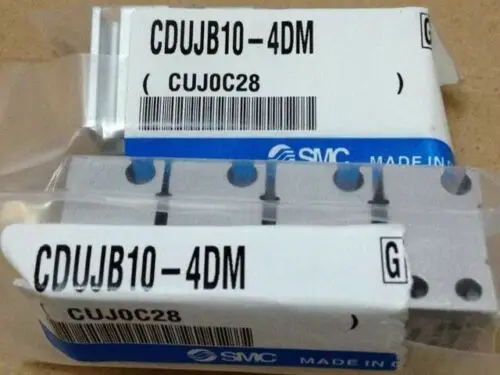 CDUJB10-4DM
G
( CUJ0C28 )
SMC MADE IN
CDUJB10-4DM
G
( CUJ0C28 )
SMC MADE IN